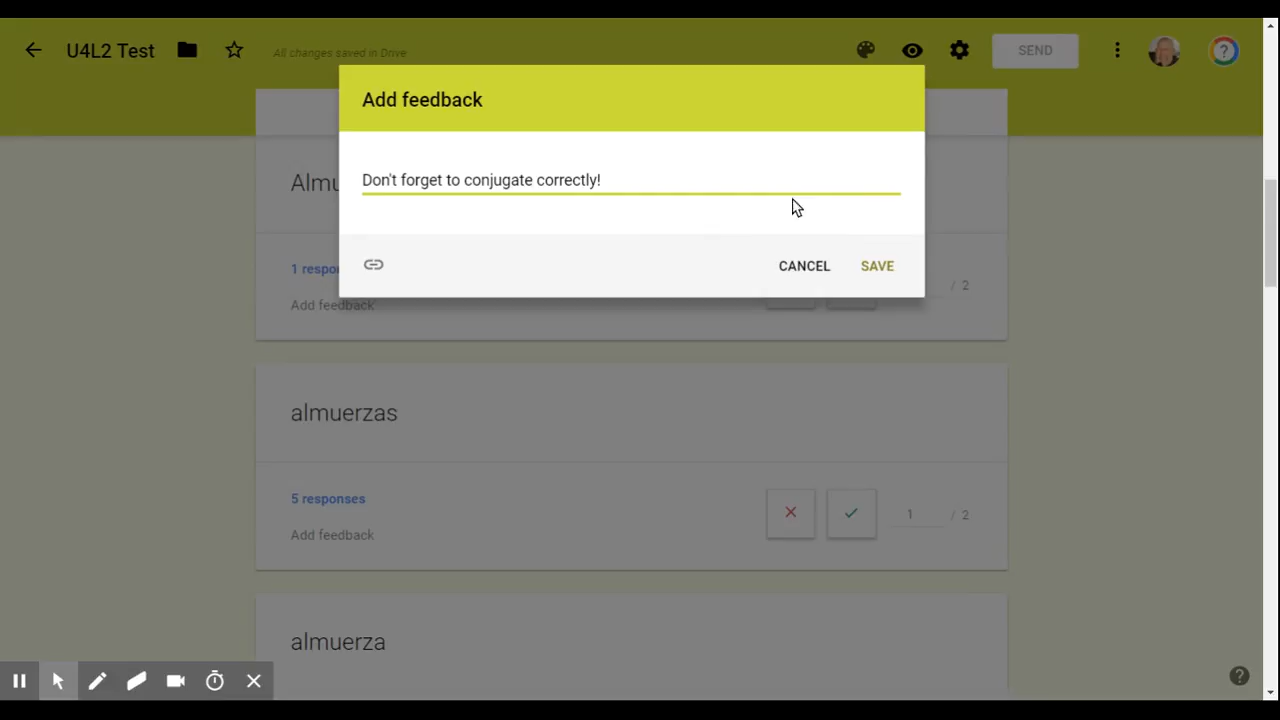 U4L2 Test
All changes saved in Drive
SEND
Add feedback
Don't forget to conjugate correctly!
CANCEL SAVE
Almu
1 respo
/ 2
Add feedback
almuerzas
5 responses
1 / 2
Add feedback
almuerza